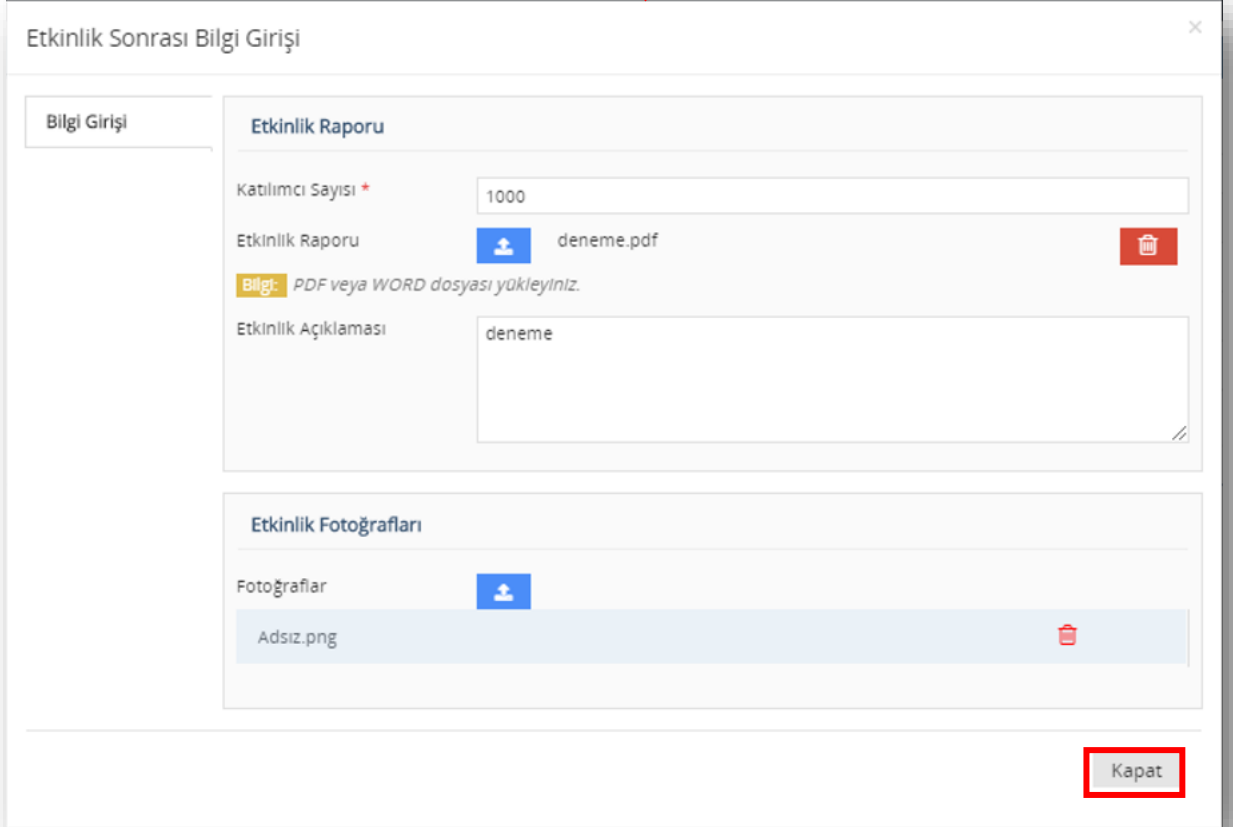 Etkinlik Sonrası Bilgi Girişi
×
Bilgi Girişi
Etkinlik Raporu
Katılımcı Sayısı *
1000
Etkinlik Raporu
deneme.pdf
Bilgi: PDF veya WORD dosyası yükleyiniz.
Etkinlik Açıklaması
deneme
Etkinlik Fotoğrafları
Fotoğraflar
Adsız.png
Kapat